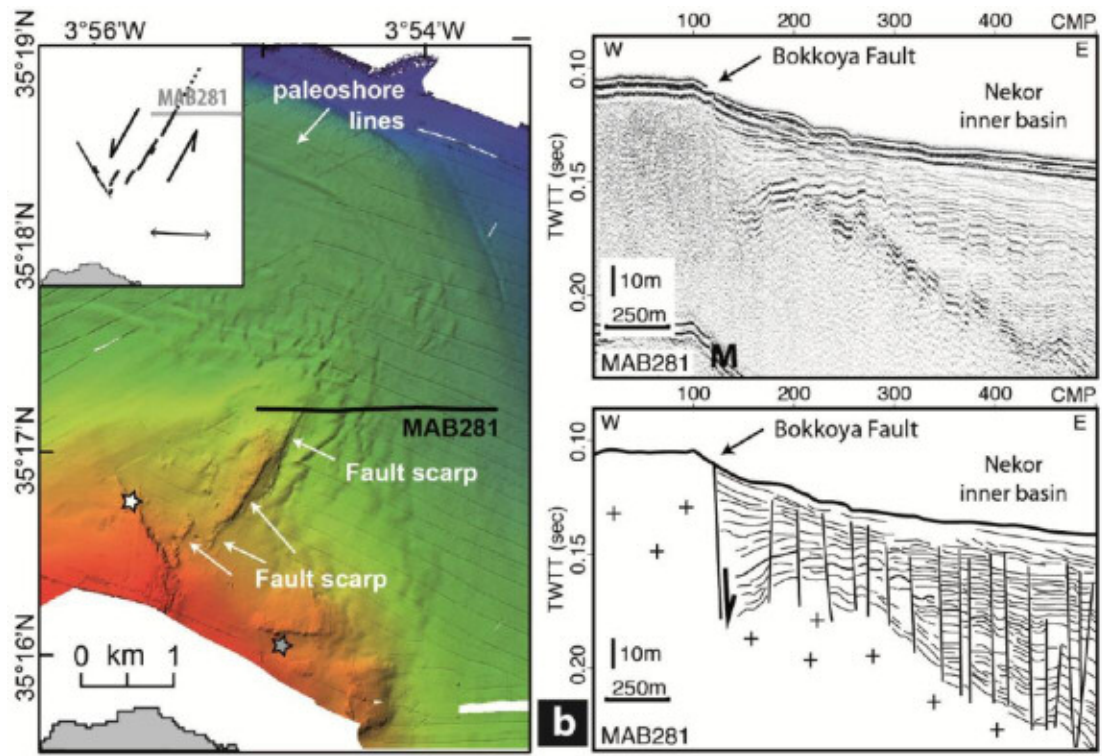 3°56'W
3°54'W
35°19'N
35°18'N
35°17'N
35°16'N
MAB281
paleoshore
lines
MAB281
Fault scarp
Fault scarp
0 km 1
b
100 200 300 400 CMP
W
E
Bokkoya Fault
Nekor
inner basin
TWTT (sec)
0.10
0.15
0.20
10m
250m
MAB281
M
100 200 300 400 CMP
W
E
Bokkoya Fault
Nekor
inner basin
TWTT (sec)
0.10
0.15
0.20
10m
250m
MAB281